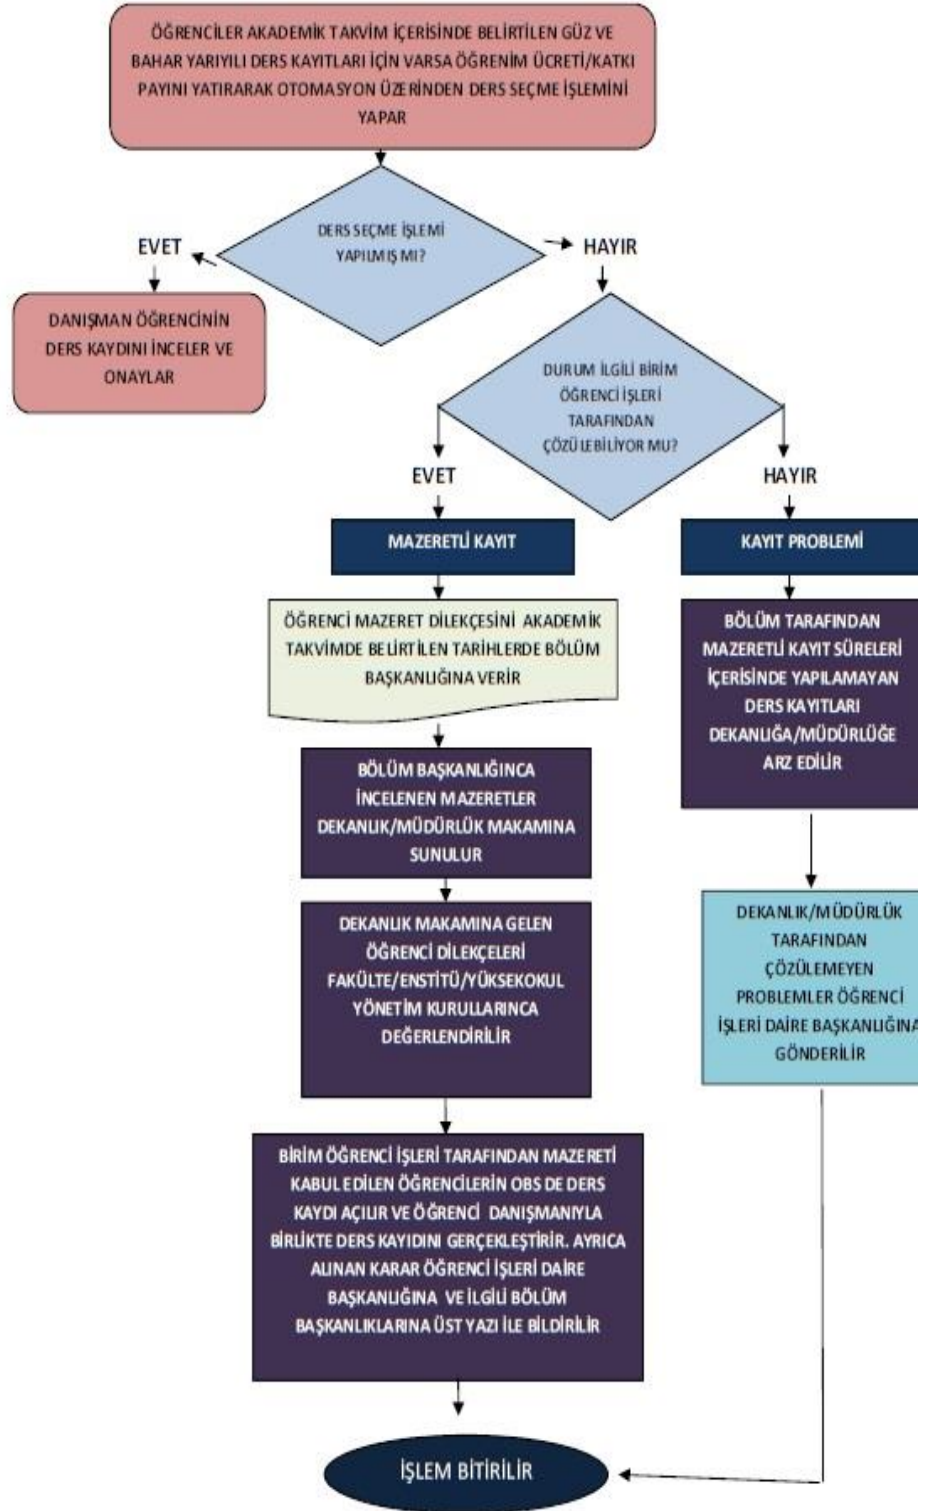 ÖĞRENCİLER AKADEMİK TAKVİM İÇERİSİNDE BELİRTİLEN GÜZ VE
BAHAR YARIYILI DERS KAYITLARI İÇİN VARSA ÖĞRENİM ÜCRETİ/KATKI
PAYINI YATIRARAK OTOMASYON ÜZERİNDEN DERS SEÇME İŞLEMİNİ
YAPAR
DERS SEÇME İŞLEMİ
YAPILMIŞ MI?
EVET
HAYIR
DANIŞMAN ÖĞRENCİNİN
DERS KAYDINI İNCELER VE
ONAYLAR
DURUM İLGİLİ BİRİM
ÖĞRENCİ İŞLERİ
TARAFINDAN
ÇÖZÜLEBİLİYOR MU?
EVET
HAYIR
MAZERETLİ KAYIT
KAYIT PROBLEMİ
ÖĞRENCİ MAZERET DİLEKÇESİNİ AKADEMİK
TAKVİMDE BELİRTİLEN TARİHLERDE BÖLÜM
BAŞKANLIĞINA VERİR
BÖLÜM TARAFINDAN
MAZERETLİ KAYIT SÜRELERİ
İÇERİSİNDE YAPILAMAYAN
DERS KAYITLARI
DEKANLIĞA/MÜDÜRLÜĞE
ARZ EDİLİR
BÖLÜM BAŞKANLIĞINCA
İNCELENEN MAZERETLER
DEKANLIK/MÜDÜRLÜK MAKAMINA
SUNULUR
DEKANLIK MAKAMINA GELEN
ÖĞRENCİ DİLEKÇELERİ
FAKÜLTE/ENSTİTÜ/YÜKSEKOKUL
YÖNETİM KURULLARINCA
DEĞERLENDİRİLİR
DEKANLIK/MÜDÜRLÜK
TARAFINDAN
ÇÖZÜLEMEYEN
PROBLEMLER ÖĞRENCİ
İŞLERİ DAİRE BAŞKANLIĞINA
GÖNDERİLİR
BİRİM ÖĞRENCİ İŞLERİ TARAFINDAN MAZERETİ
KABUL EDİLEN ÖĞRENCİLERİN OBS DE DERS
KAYDI AÇILIR VE ÖĞRENCİ DANIŞMANIYLA
BİRLİKTE DERS KAYIDINI GERÇEKLEŞTİRİR. AYRICA
ALINAN KARAR ÖĞRENCİ İŞLERİ DAİRE
BAŞKANLIĞINA VE İLGİLİ BÖLÜM
BAŞKANLIKLARINA ÜST YAZI İLE BİLDİRİLİR
İŞLEM BİTİRİLİR